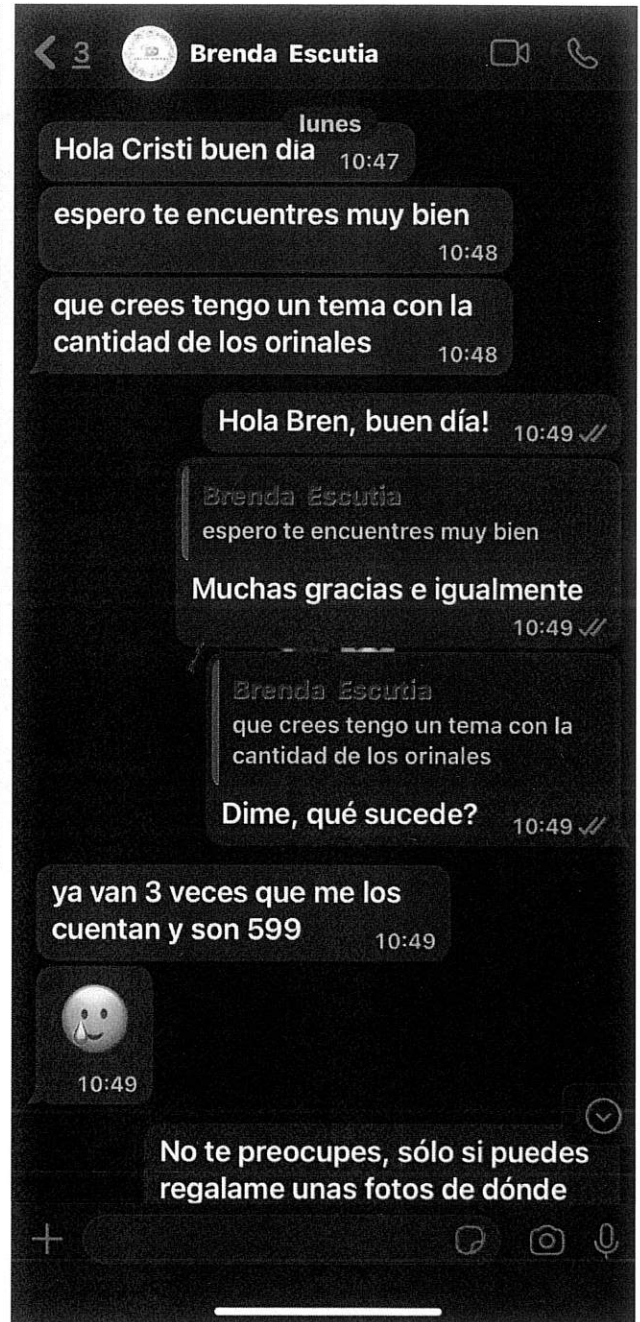 3
Brenda Escutia
lunes
Hola Cristi buen dia 10:47
espero te encuentres muy bien
10:48
que crees tengo un tema con la
cantidad de los orinales 10:48
Hola Bren, buen día! 10:49
Brenda Escutia
espero te encuentres muy bien
Muchas gracias e igualmente
10:49
Brenda Escutia
que crees tengo un tema con la
cantidad de los orinales
Dime, qué sucede? 10:49
ya van 3 veces que me los
cuentan y son 599 10:49
10:49
No te preocupes, sólo si puedes
regalame unas fotos de dónde